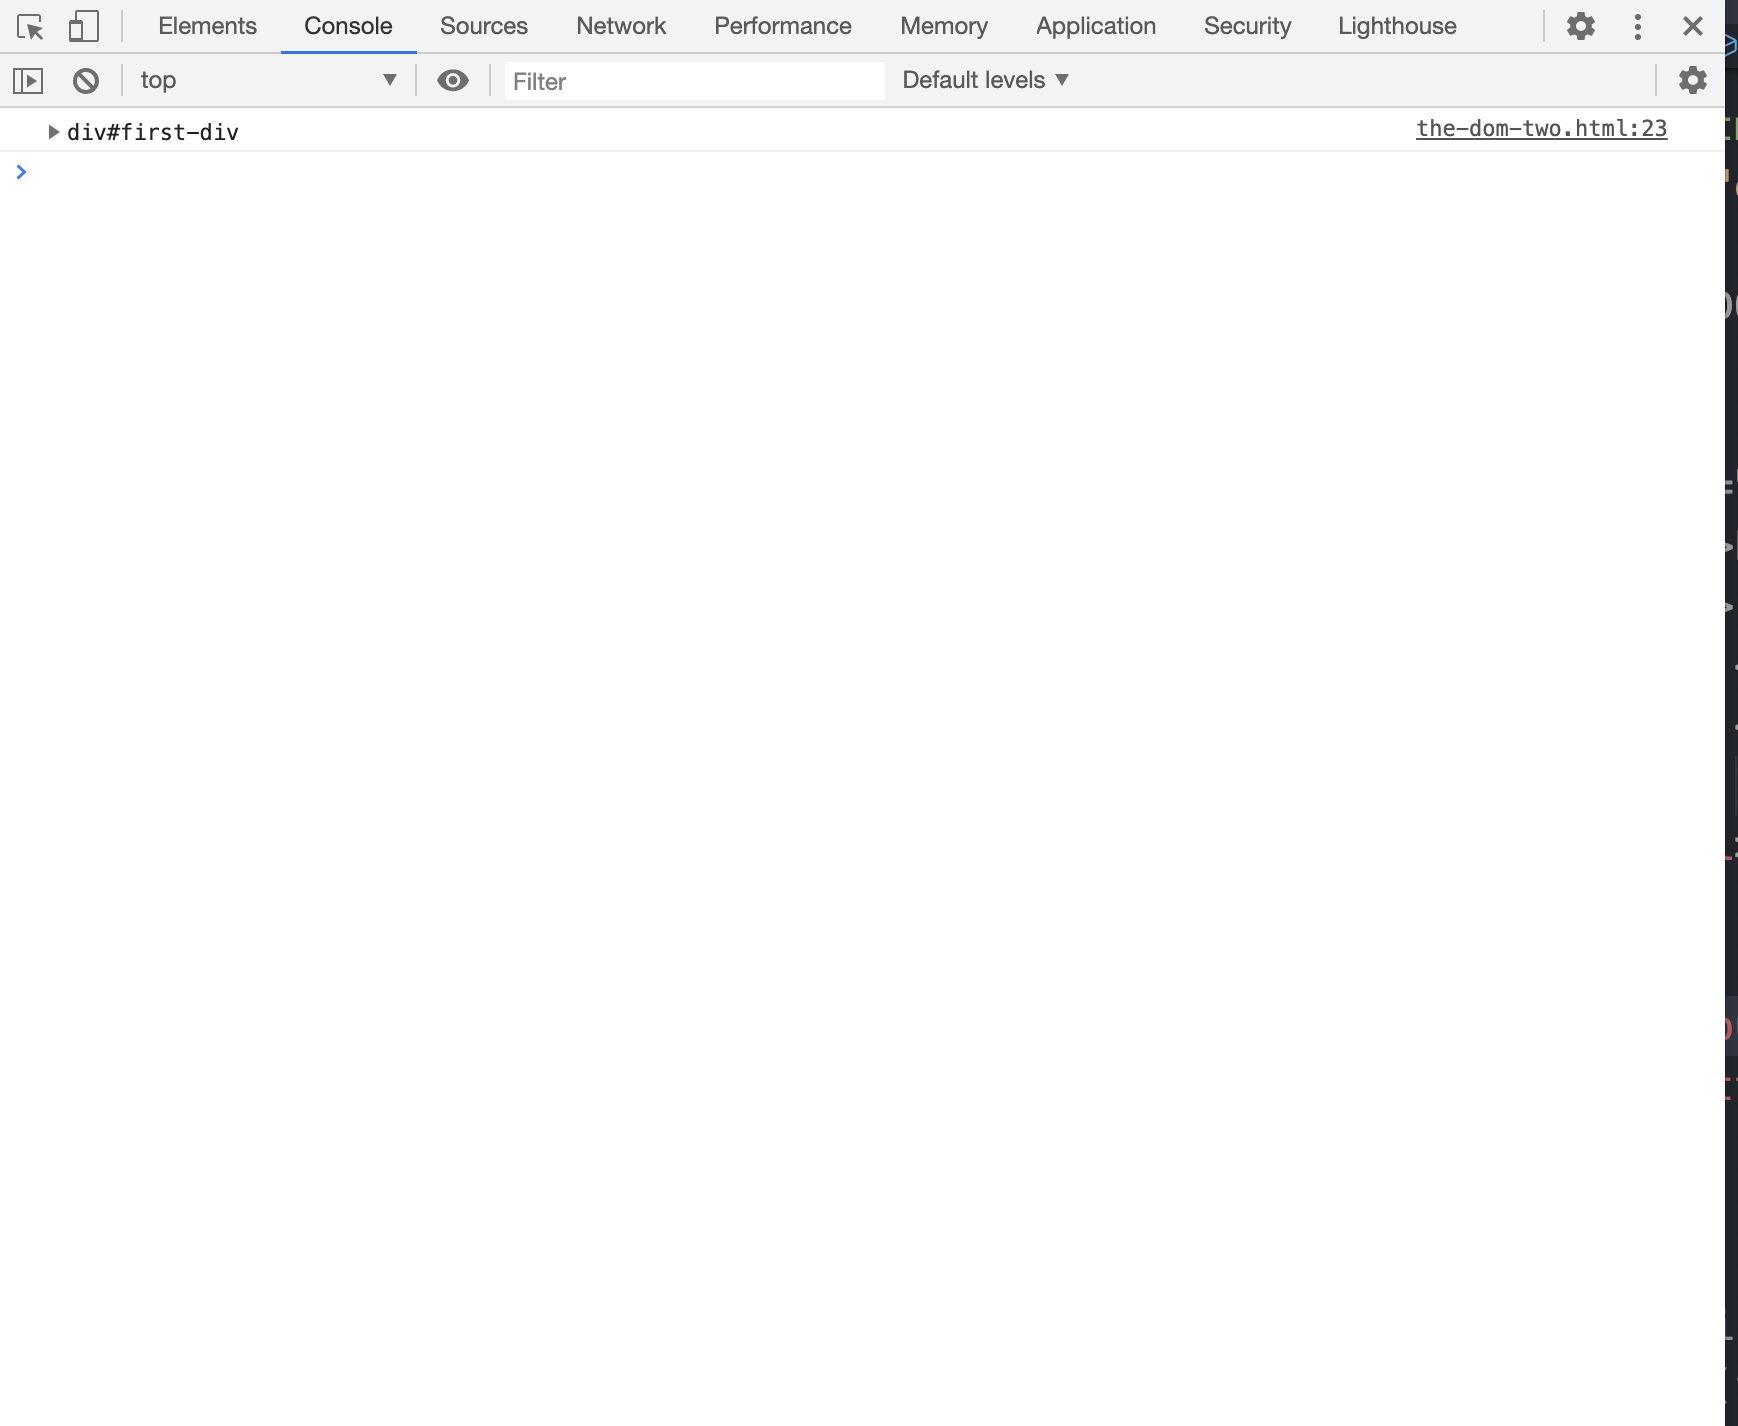 Elements Console Sources Network Performance Memory Application Security Lighthouse
top Filter Default levels
div#first-div the-dom-two.html:23